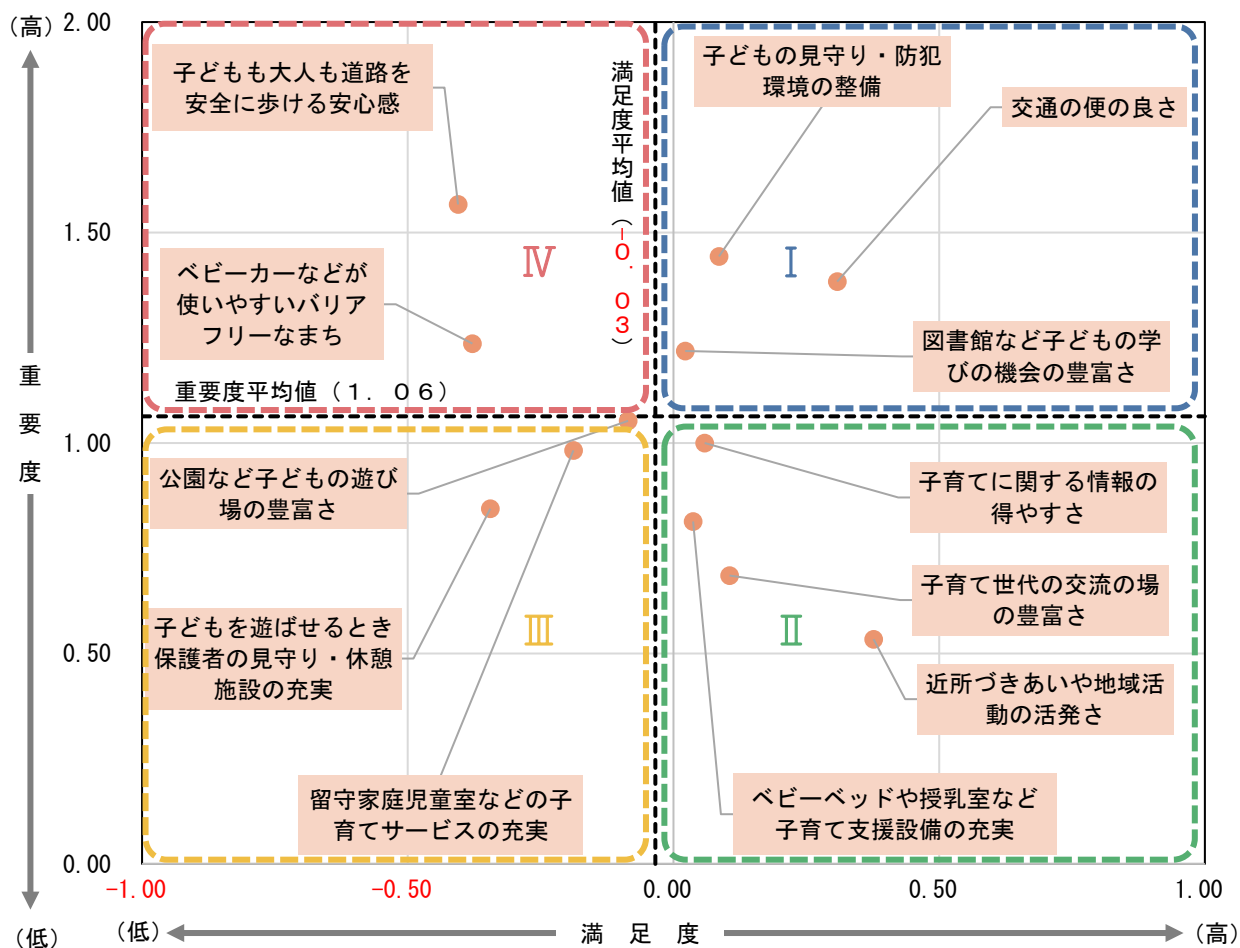 (高)
2.00
子どもも大人も道路を
安全に歩ける安心感
満足度平均値(-0.03)
子どもの見守り・防犯
環境の整備
交通の便の良さ
1.50
Ⅳ
Ⅰ
ベビーカーなどが
使いやすいバリア
フリーなまち
図書館など子どもの学
びの機会の豊富さ
重要度平均値(1.06)
重要度
1.00
公園など子どもの遊び
場の豊富さ
子育てに関する情報の
得やすさ
子育て世代の交流の場
の豊富さ
子どもを遊ばせるとき
保護者の見守り・休憩
施設の充実
Ⅲ
Ⅱ
0.50
近所づきあいや地域活
動の活発さ
留守家庭児童室などの子
育てサービスの充実
ベビーベッドや授乳室など
子育て支援設備の充実
0.00
-1.00
-0.50
0.00
0.50
1.00
(低)
(低)
満足度
(高)